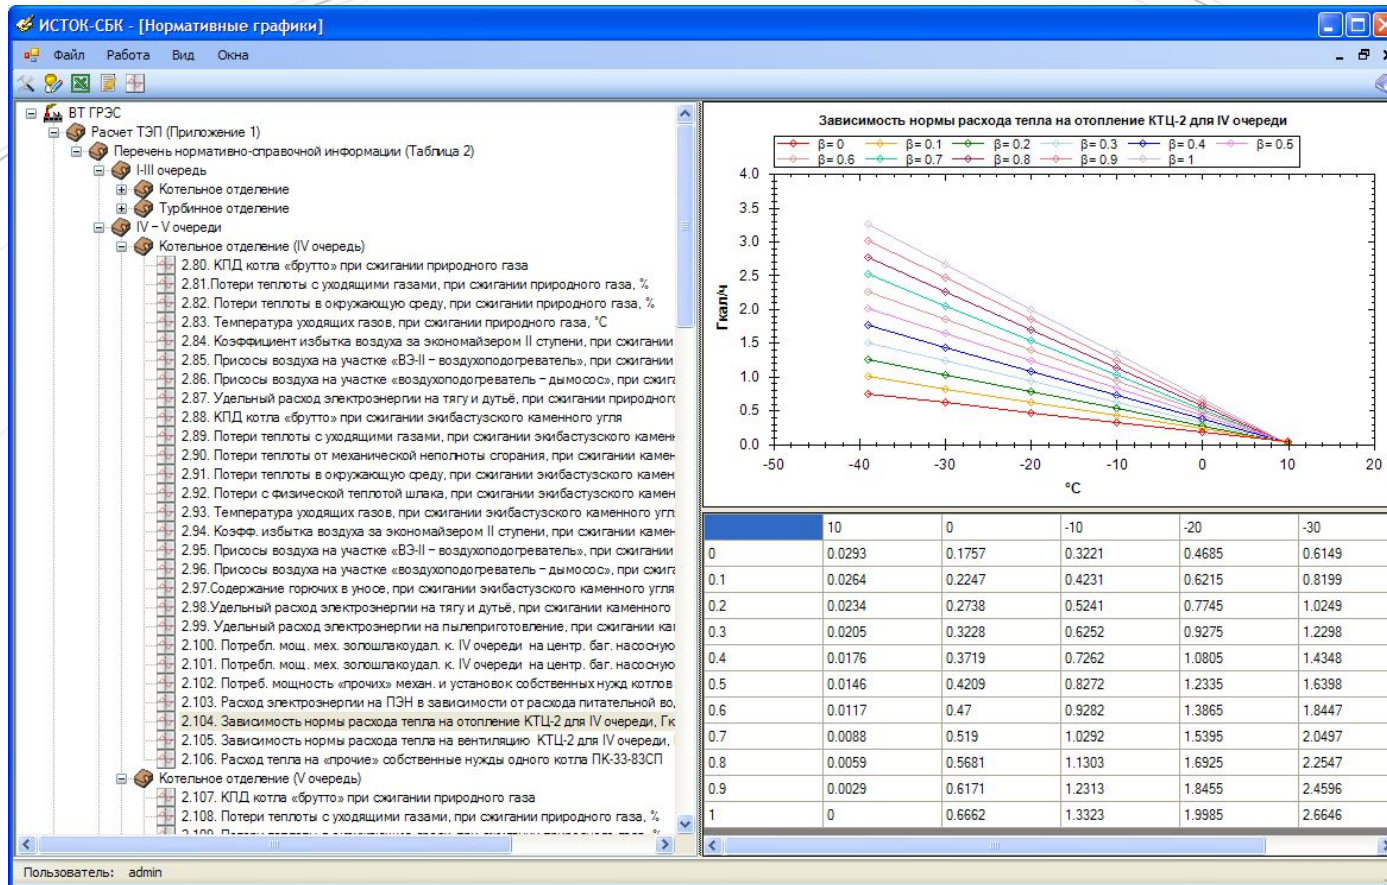 ИСТОК-СБК - [Нормативные графики]
Файл Работа Вид Окна
ВТ ГРЭС
Расчет ТЭП (Приложение 1)
Перечень нормативно-справочной информации (Таблица 2)
I-III очередь
Котельное отделение
Турбинное отделение
IV – V очереди
Котельное отделение (IV очередь)
2.80. КПД котла «брутто» при сжигании природного газа
2.81.Потери теплоты с уходящими газами, при сжигании природного газа, %
2.82. Потери теплоты в окружающую среду, при сжигании природного газа, %
2.83. Температура уходящих газов, при сжигании природного газа, °С
2.84. Коэффициент избытка воздуха за экономайзером II ступени, при сжигании
2.85. Присосы воздуха на участке «ВЭ-II – воздухоподогреватель», при сжигании
2.86. Присосы воздуха на участке «воздухоподогреватель – дымосос», при сжига
2.87. Удельный расход электроэнергии на тягу и дутьё, при сжигании природног
2.88. КПД котла «брутто» при сжигании экибастузского каменного угля
2.89. Потери теплоты с уходящими газами, при сжигании экибастузского камен
2.90. Потери теплоты от механической неполноты сгорания, при сжигании камен
2.91. Потери теплоты в окружающую среду, при сжигании экибастузского камен
2.92. Потери с физической теплотой шлака, при сжигании экибастузского камен
2.93. Температура уходящих газов, при сжигании экибастузского каменного угл
2.94. Коэфф. избытка воздуха за экономайзером II ступени, при сжигании камен
2.95. Присосы воздуха на участке «ВЭ-II – воздухоподогреватель», при сжигании
2.96. Присосы воздуха на участке «воздухоподогреватель – дымосос», при сжига
2.97.Содержание горючих в уносе, при сжигании экибастузского каменного угля
2.98.Удельный расход электроэнергии на тягу и дутьё, при сжигании каменного
2.99. Удельный расход электроэнергии на пылеприготовление, при сжигании ка
2.100. Потребл. мощ. мех. золошлакоудал. к. IV очереди на центр. баг. насосную
2.101. Потребл. мощ. мех. золошлакоудал. к. IV очереди на центр. баг. насосную
2.102. Потреб. мощность «прочих» механ. и установок собственных нужд котлов
2.103. Расход электроэнергии на ПЭН в зависимости от расхода питательной во
2.104. Зависимость нормы расхода тепла на отопление КТЦ-2 для IV очереди, Гк
2.105. Зависимость нормы расхода тепла на вентиляцию КТЦ-2 для IV очереди,
2.106. Расход тепла на «прочие» собственные нужды одного котла ПК-33-83СП
Котельное отделение (V очередь)
2.107. КПД котла «брутто» при сжигании природного газа
2.108. Потери теплоты с уходящими газами, при сжигании природного газа, %
Зависимость нормы расхода тепла на отопление КТЦ-2 для IV очереди
β= 0 β= 0.1 β= 0.2 β= 0.3 β= 0.4 β= 0.5
β= 0.6 β= 0.7 β= 0.8 β= 0.9 β= 1
4.0
3.5
3.0
2.5
2.0
1.5
1.0
0.5
0.0
Гкал/ч
-50 -40 -30 -20 -10 0 10 20
°C
10 0 -10 -20 -30
0 0.0293 0.1757 0.3221 0.4685 0.6149
0.1 0.0264 0.2247 0.4231 0.6215 0.8199
0.2 0.0234 0.2738 0.5241 0.7745 1.0249
0.3 0.0205 0.3228 0.6252 0.9275 1.2298
0.4 0.0176 0.3719 0.7262 1.0805 1.4348
0.5 0.0146 0.4209 0.8272 1.2335 1.6398
0.6 0.0117 0.47 0.9282 1.3865 1.8447
0.7 0.0088 0.519 1.0292 1.5395 2.0497
0.8 0.0059 0.5681 1.1303 1.6925 2.2547
0.9 0.0029 0.6171 1.2313 1.8455 2.4596
1 0 0.6662 1.3323 1.9985 2.6646
Пользователь: admin